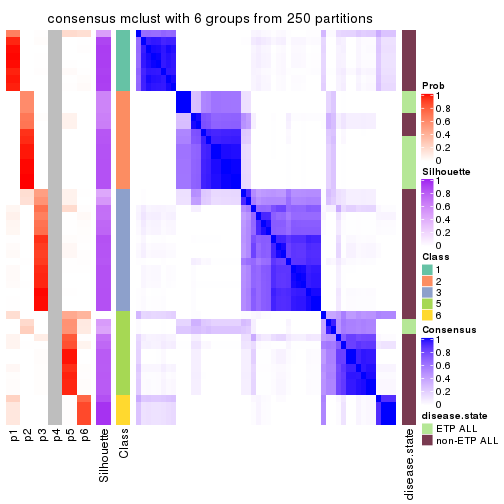 consensus mclust with 6 groups from 250 partitions
p1
p2
p3
p4
p5
p6
Silhouette
Class
disease.state
Prob
1
0.8
0.6
0.4
0.2
0
Silhouette
1
0.8
0.6
0.4
0.2
0
Class
1
2
3
5
6
Consensus
1
0.8
0.6
0.4
0.2
0
disease.state
ETP ALL
non-ETP ALL